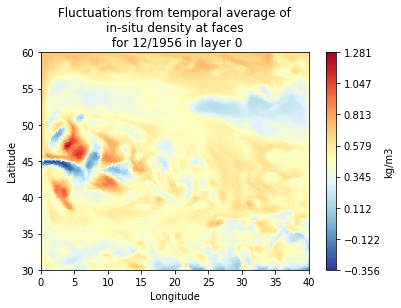 Fluctuations from temporal average of
in-situ density at faces
for 12/1956 in layer 0
60
55
50
45
40
35
30
Latitude
0 5 10 15 20 25 30 35 40
Longitude
1.281
1.047
0.813
0.579
0.345
0.112
−0.122
−0.356
kg/m3